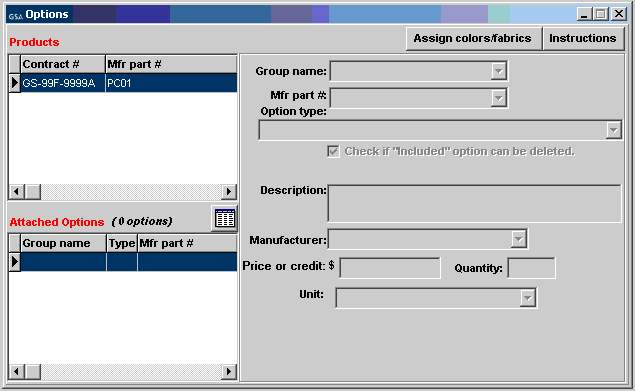 GSA Options
Products
Assign colors/fabrics
Instructions
Contract #
Mfr part #
GS-99F-9999A
PC01
Group name:
Mfr part #:
Option type:
Check if "Included" option can be deleted.
Description:
Attached Options ( 0 options)
Group name
Type
Mfr part #
Manufacturer:
Price or credit: $
Quantity:
Unit: